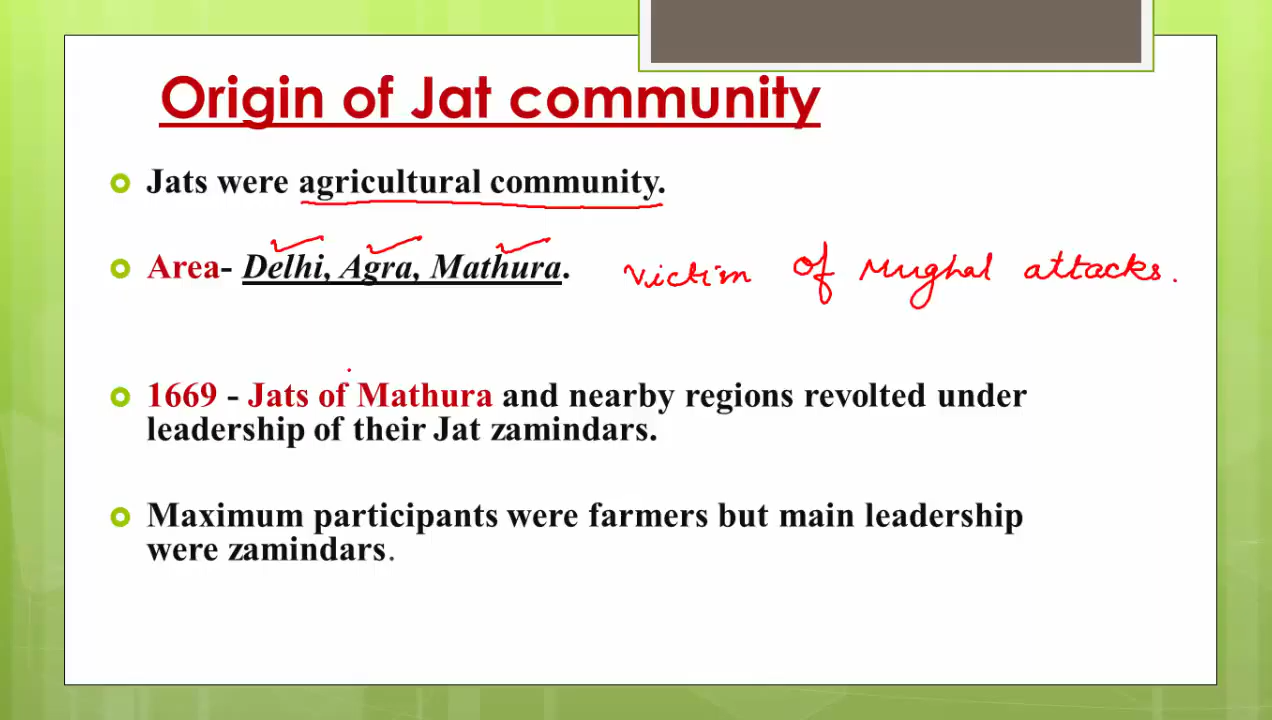 Origin of Jat community
Jats were agricultural community.
Area- Delhi, Agra, Mathura. victim of Mughal attacks.
1669 - Jats of Mathura and nearby regions revolted under
leadership of their Jat zamindars.
Maximum participants were farmers but main leadership
were zamindars.